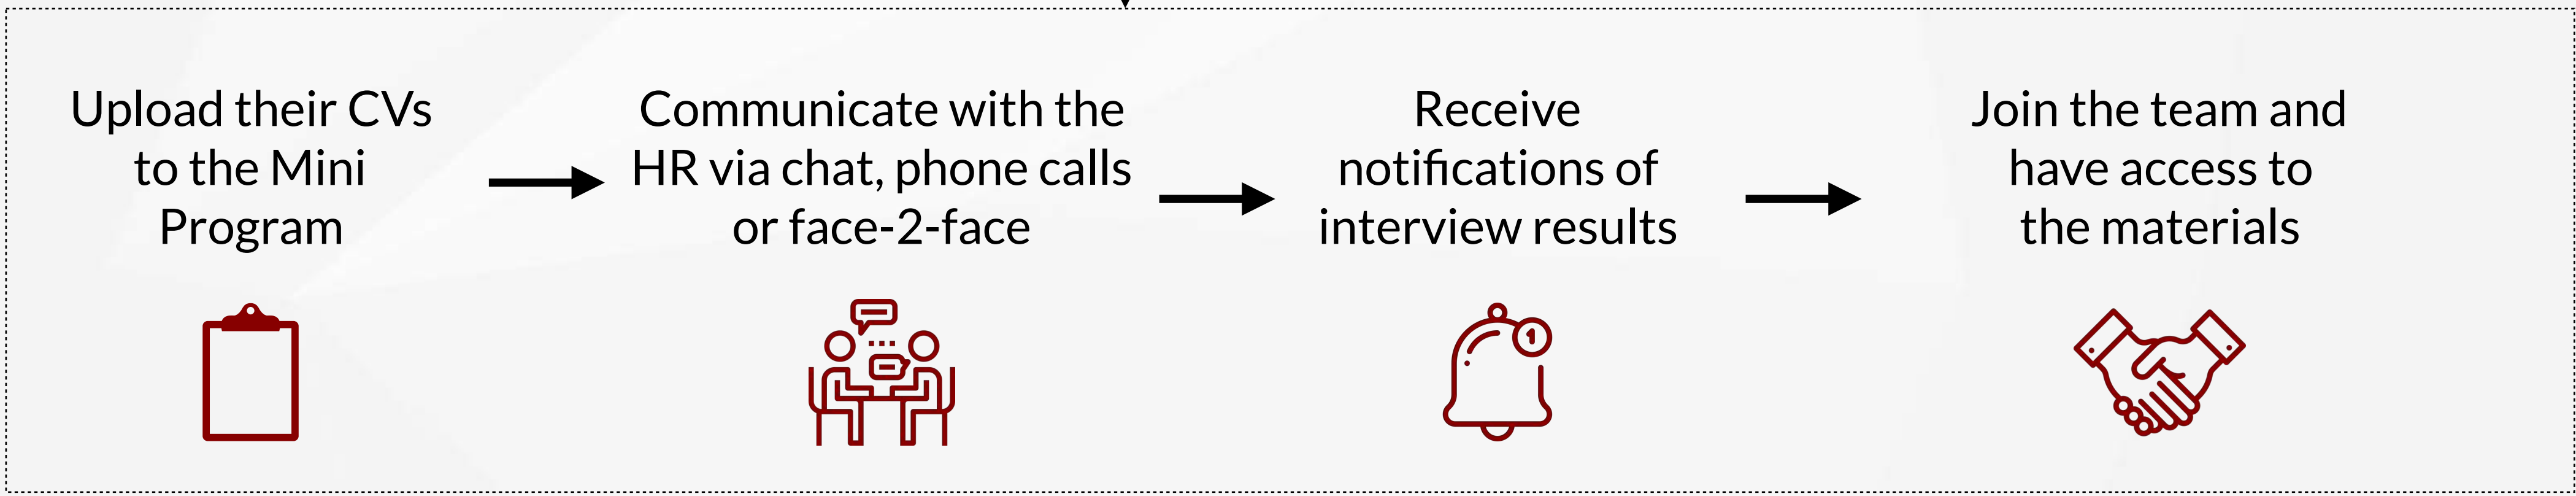 Upload their CVs
to the Mini
Program
Communicate with the
HR via chat, phone calls
or face-2-face
Receive
notifications of
interview results
1
Join the team and
have access to
the materials